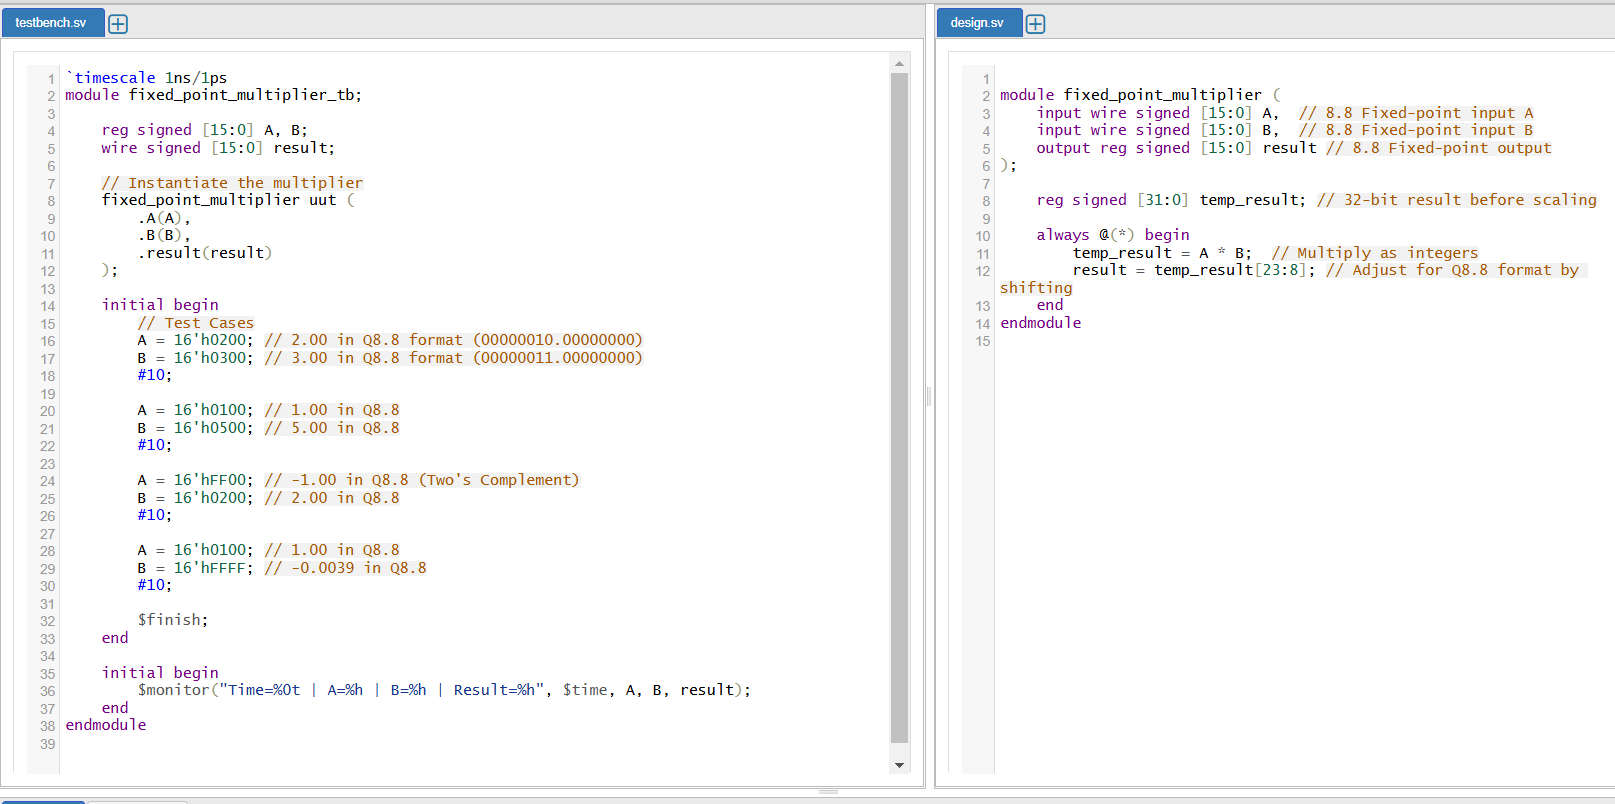 testbench.sv
1 `timescale 1ns/1ps
2 module fixed_point_multiplier_tb;
3
4     reg signed [15:0] A, B;
5     wire signed [15:0] result;
6
7     // Instantiate the multiplier
8     fixed_point_multiplier uut (
9         .A(A),
10         .B(B),
11         .result(result)
12     );
13
14     initial begin
15         // Test Cases
16         A = 16'h0200; // 2.00 in Q8.8 format (00000010.00000000)
17         B = 16'h0300; // 3.00 in Q8.8 format (00000011.00000000)
18         #10;
19
20         A = 16'h0100; // 1.00 in Q8.8
21         B = 16'h0500; // 5.00 in Q8.8
22         #10;
23
24         A = 16'hFF00; // -1.00 in Q8.8 (Two's Complement)
25         B = 16'h0200; // 2.00 in Q8.8
26         #10;
27
28         A = 16'h0100; // 1.00 in Q8.8
29         B = 16'hFFFF; // -0.0039 in Q8.8
30         #10;
31
32         $finish;
33     end
34
35     initial begin
36         $monitor("Time=%0t | A=%h | B=%h | Result=%h", $time, A, B, result);
37     end
38 endmodule
39
design.sv
1
2 module fixed_point_multiplier (
3     input wire signed [15:0] A,  // 8.8 Fixed-point input A
4     input wire signed [15:0] B,  // 8.8 Fixed-point input B
5     output reg signed [15:0] result // 8.8 Fixed-point output
6 );
7
8     reg signed [31:0] temp_result; // 32-bit result before scaling
9
10     always @(*) begin
11         temp_result = A * B;  // Multiply as integers
12         result = temp_result[23:8]; // Adjust for Q8.8 format by
shifting
13     end
14 endmodule
15